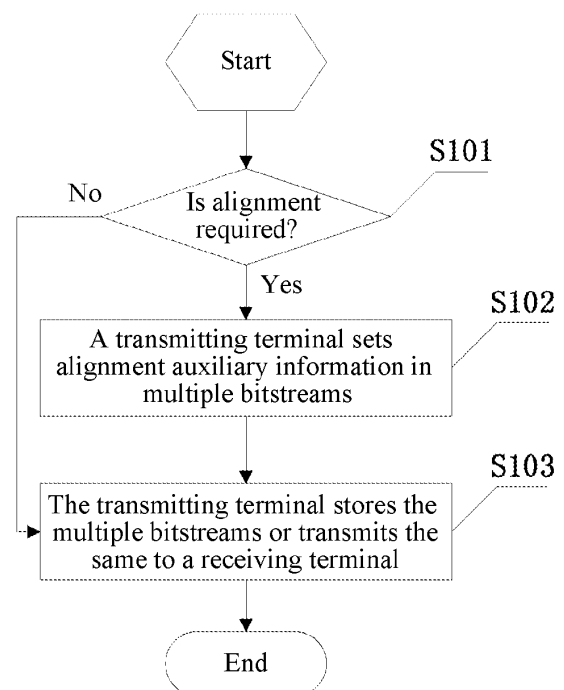 Start
S101
No
Is alignment
required?
Yes
S102
A transmitting terminal sets
alignment auxiliary information in
multiple bitstreams
S103
The transmitting terminal stores the
multiple bitstreams or transmits the
same to a receiving terminal
End